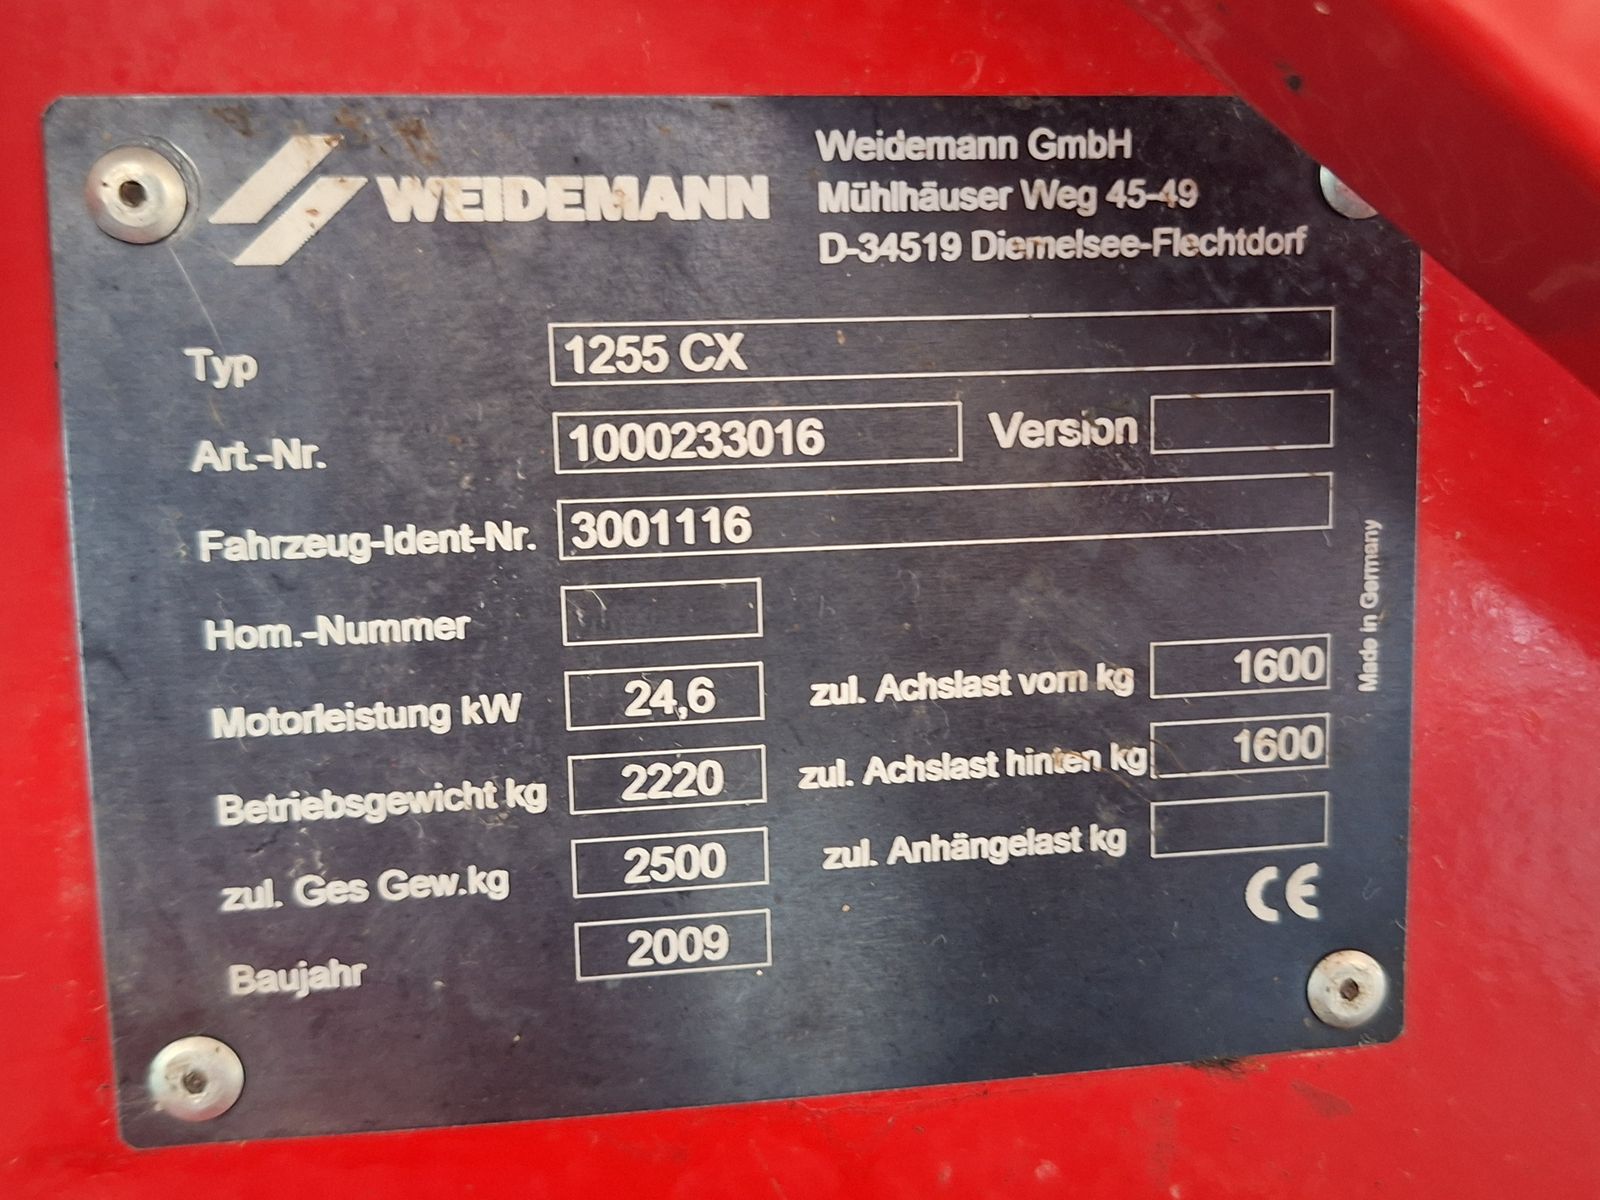 WEIDEMANN
Weidemann GmbH
Mühlhäuser Weg 45-49
D-34519 Diemelsee-Flechtdorf
Typ 1255 CX
Art.-Nr. 1000233016 Version
Fahrzeug-Ident-Nr. 3001116
Hom.-Nummer
Motorleistung kW 24,6 zul. Achslast vorn kg 1600
Betriebsgewicht kg 2220 zul. Achslast hinten kg 1600
zul. Ges Gew.kg 2500 zul. Anhängelast kg
Baujahr 2009
CE
Made in Germany